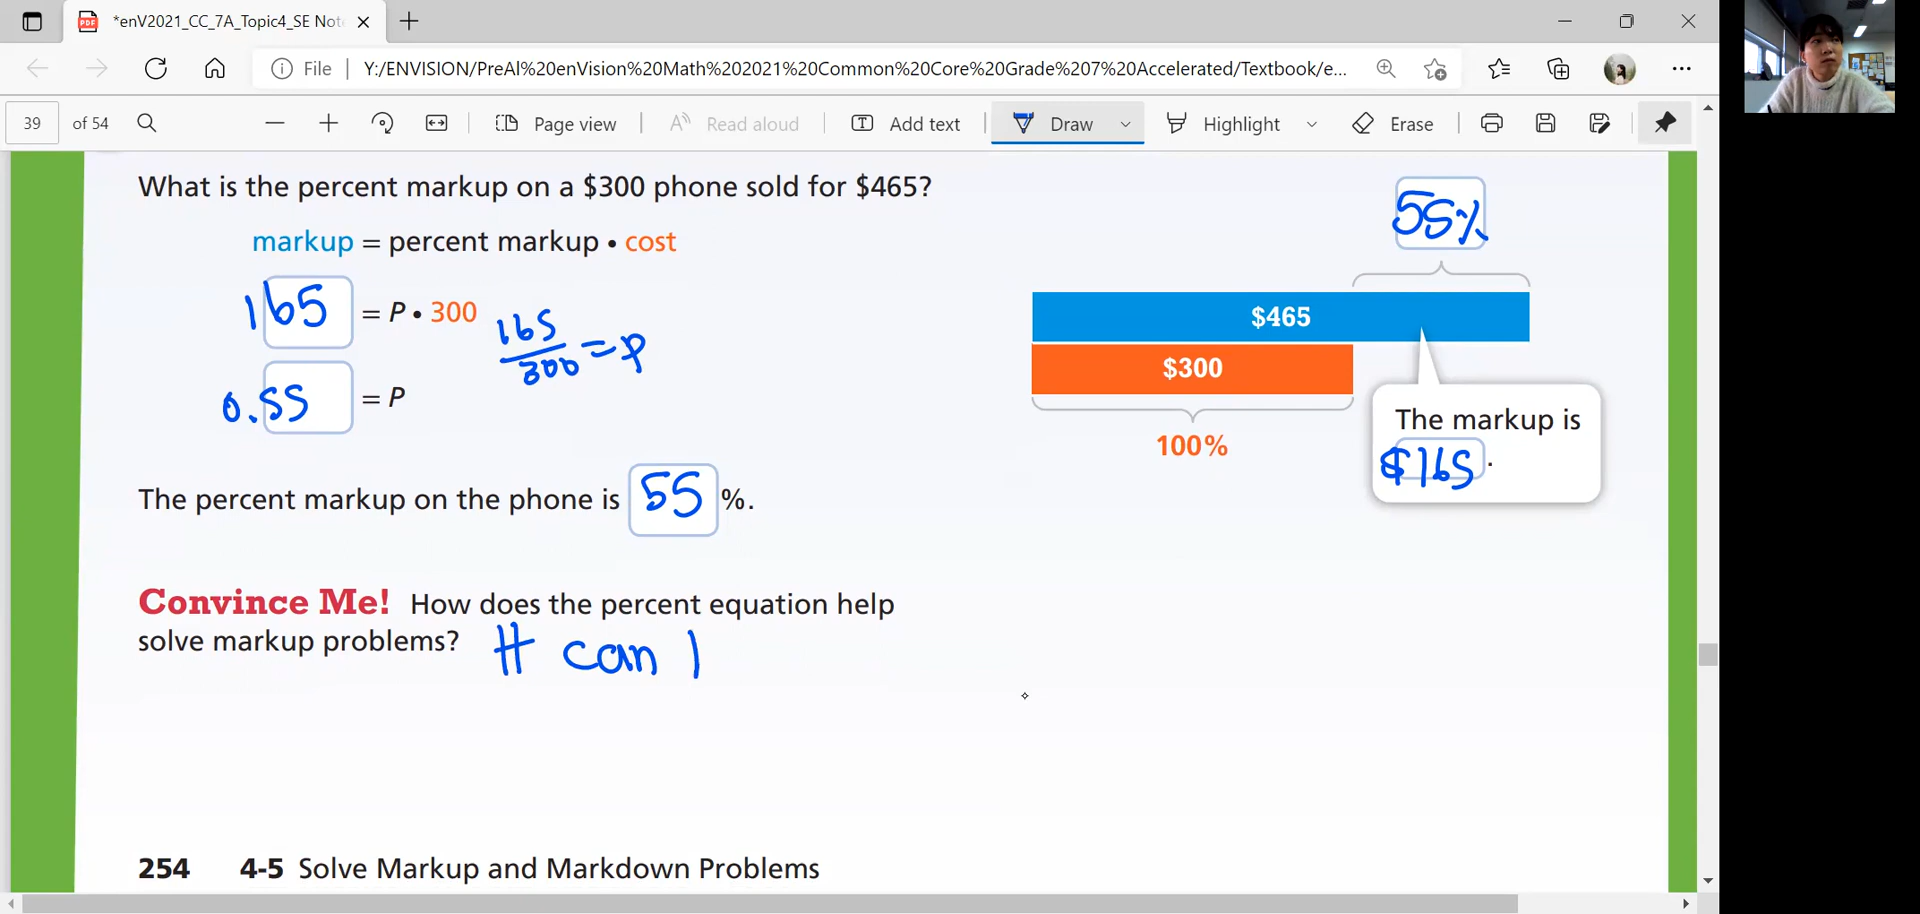 *enV2021_CC_7A_Topic4_SE Not
File
Y:/ENVISION/PreAl%20enVision%20Math%202021%20Common%20Core%20Grade%207%20Accelerated/Textbook/e...
39 of 54
Page view
Read aloud
Add text
Draw
Highlight
Erase
What is the percent markup on a $300 phone sold for $465?
markup = percent markup • cost
165 = P • 300
165/300 = P
0.55 = P
The percent markup on the phone is 55 %.
55%
$465
$300
100%
The markup is
$165.
Convince Me! How does the percent equation help
solve markup problems? It can
254 4-5 Solve Markup and Markdown Problems